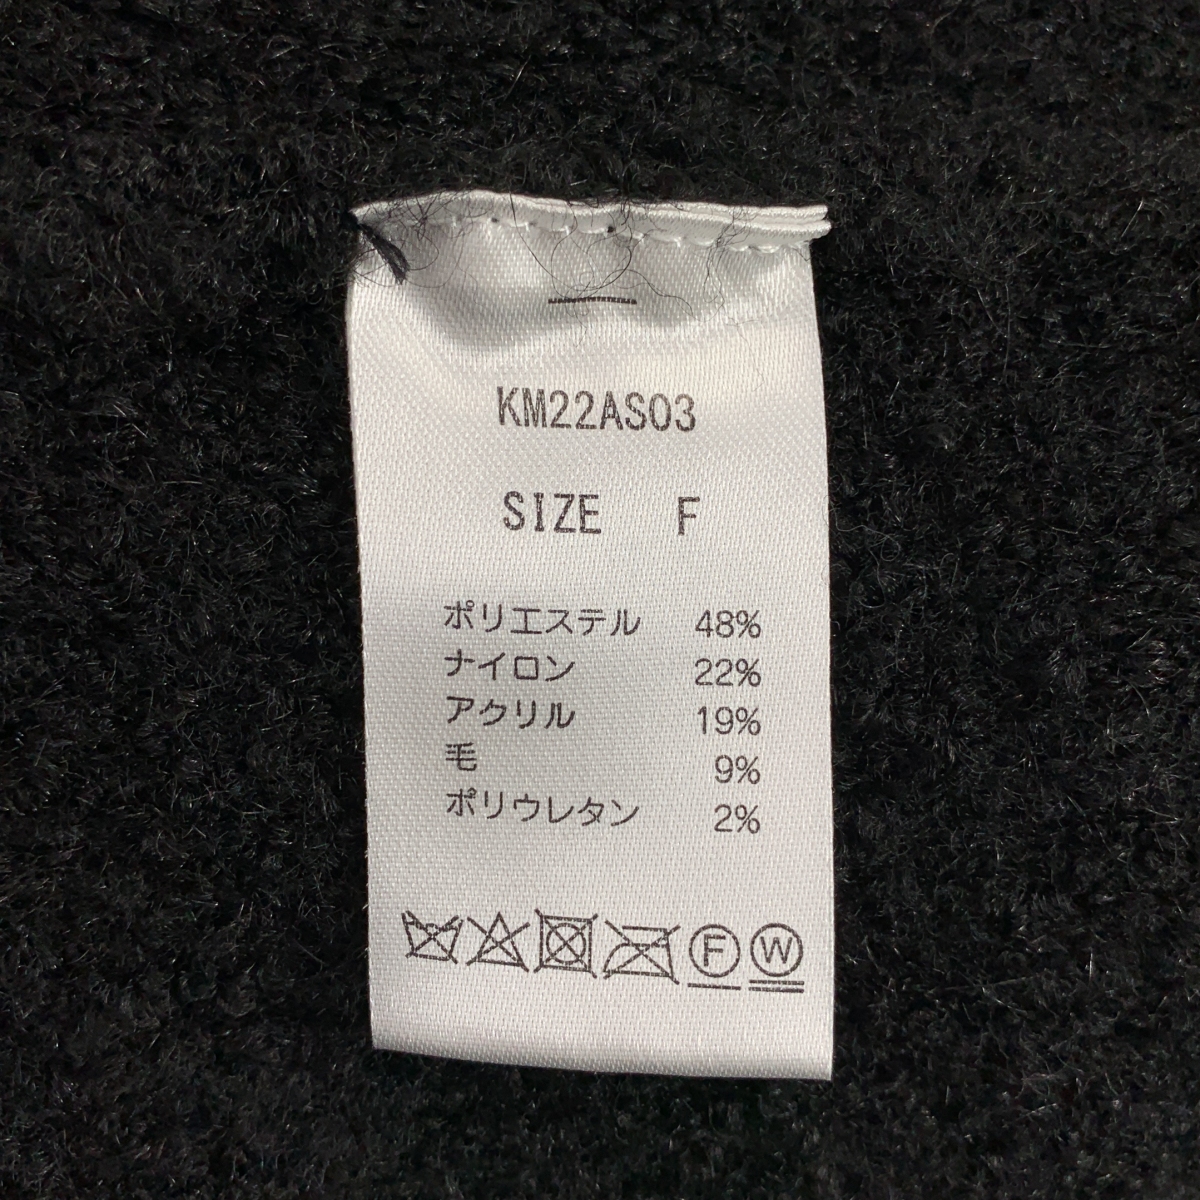 KM22AS03
SIZE F
ポリエステル 48%
ナイロン 22%
アクリル 19%
毛 9%
ポリウレタン 2%
F W